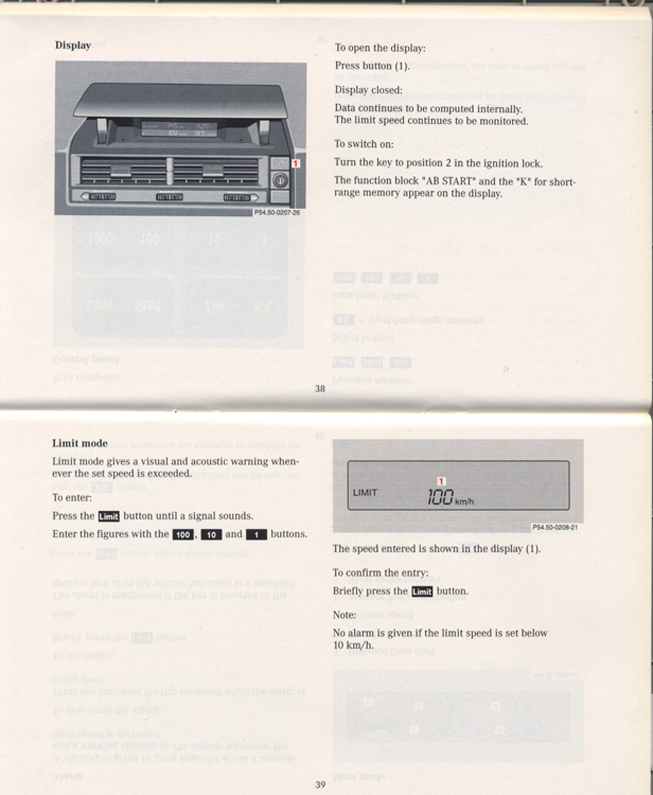 Display
1
P54.50-0207-26
To open the display:
Press button (1).
Display closed:
Data continues to be computed internally.
The limit speed continues to be monitored.
To switch on:
Turn the key to position 2 in the ignition lock.
The function block "AB START" and the "K" for short-
range memory appear on the display.
38
Limit mode
Limit mode gives a visual and acoustic warning when-
ever the set speed is exceeded.
To enter:
Press the Limit button until a signal sounds.
Enter the figures with the 100 , 10 and 1 buttons.
1
LIMIT 100 km/h
P54.50-0208-21
The speed entered is shown in the display (1).
To confirm the entry:
Briefly press the Limit button.
Note:
No alarm is given if the limit speed is set below
10 km/h.
39